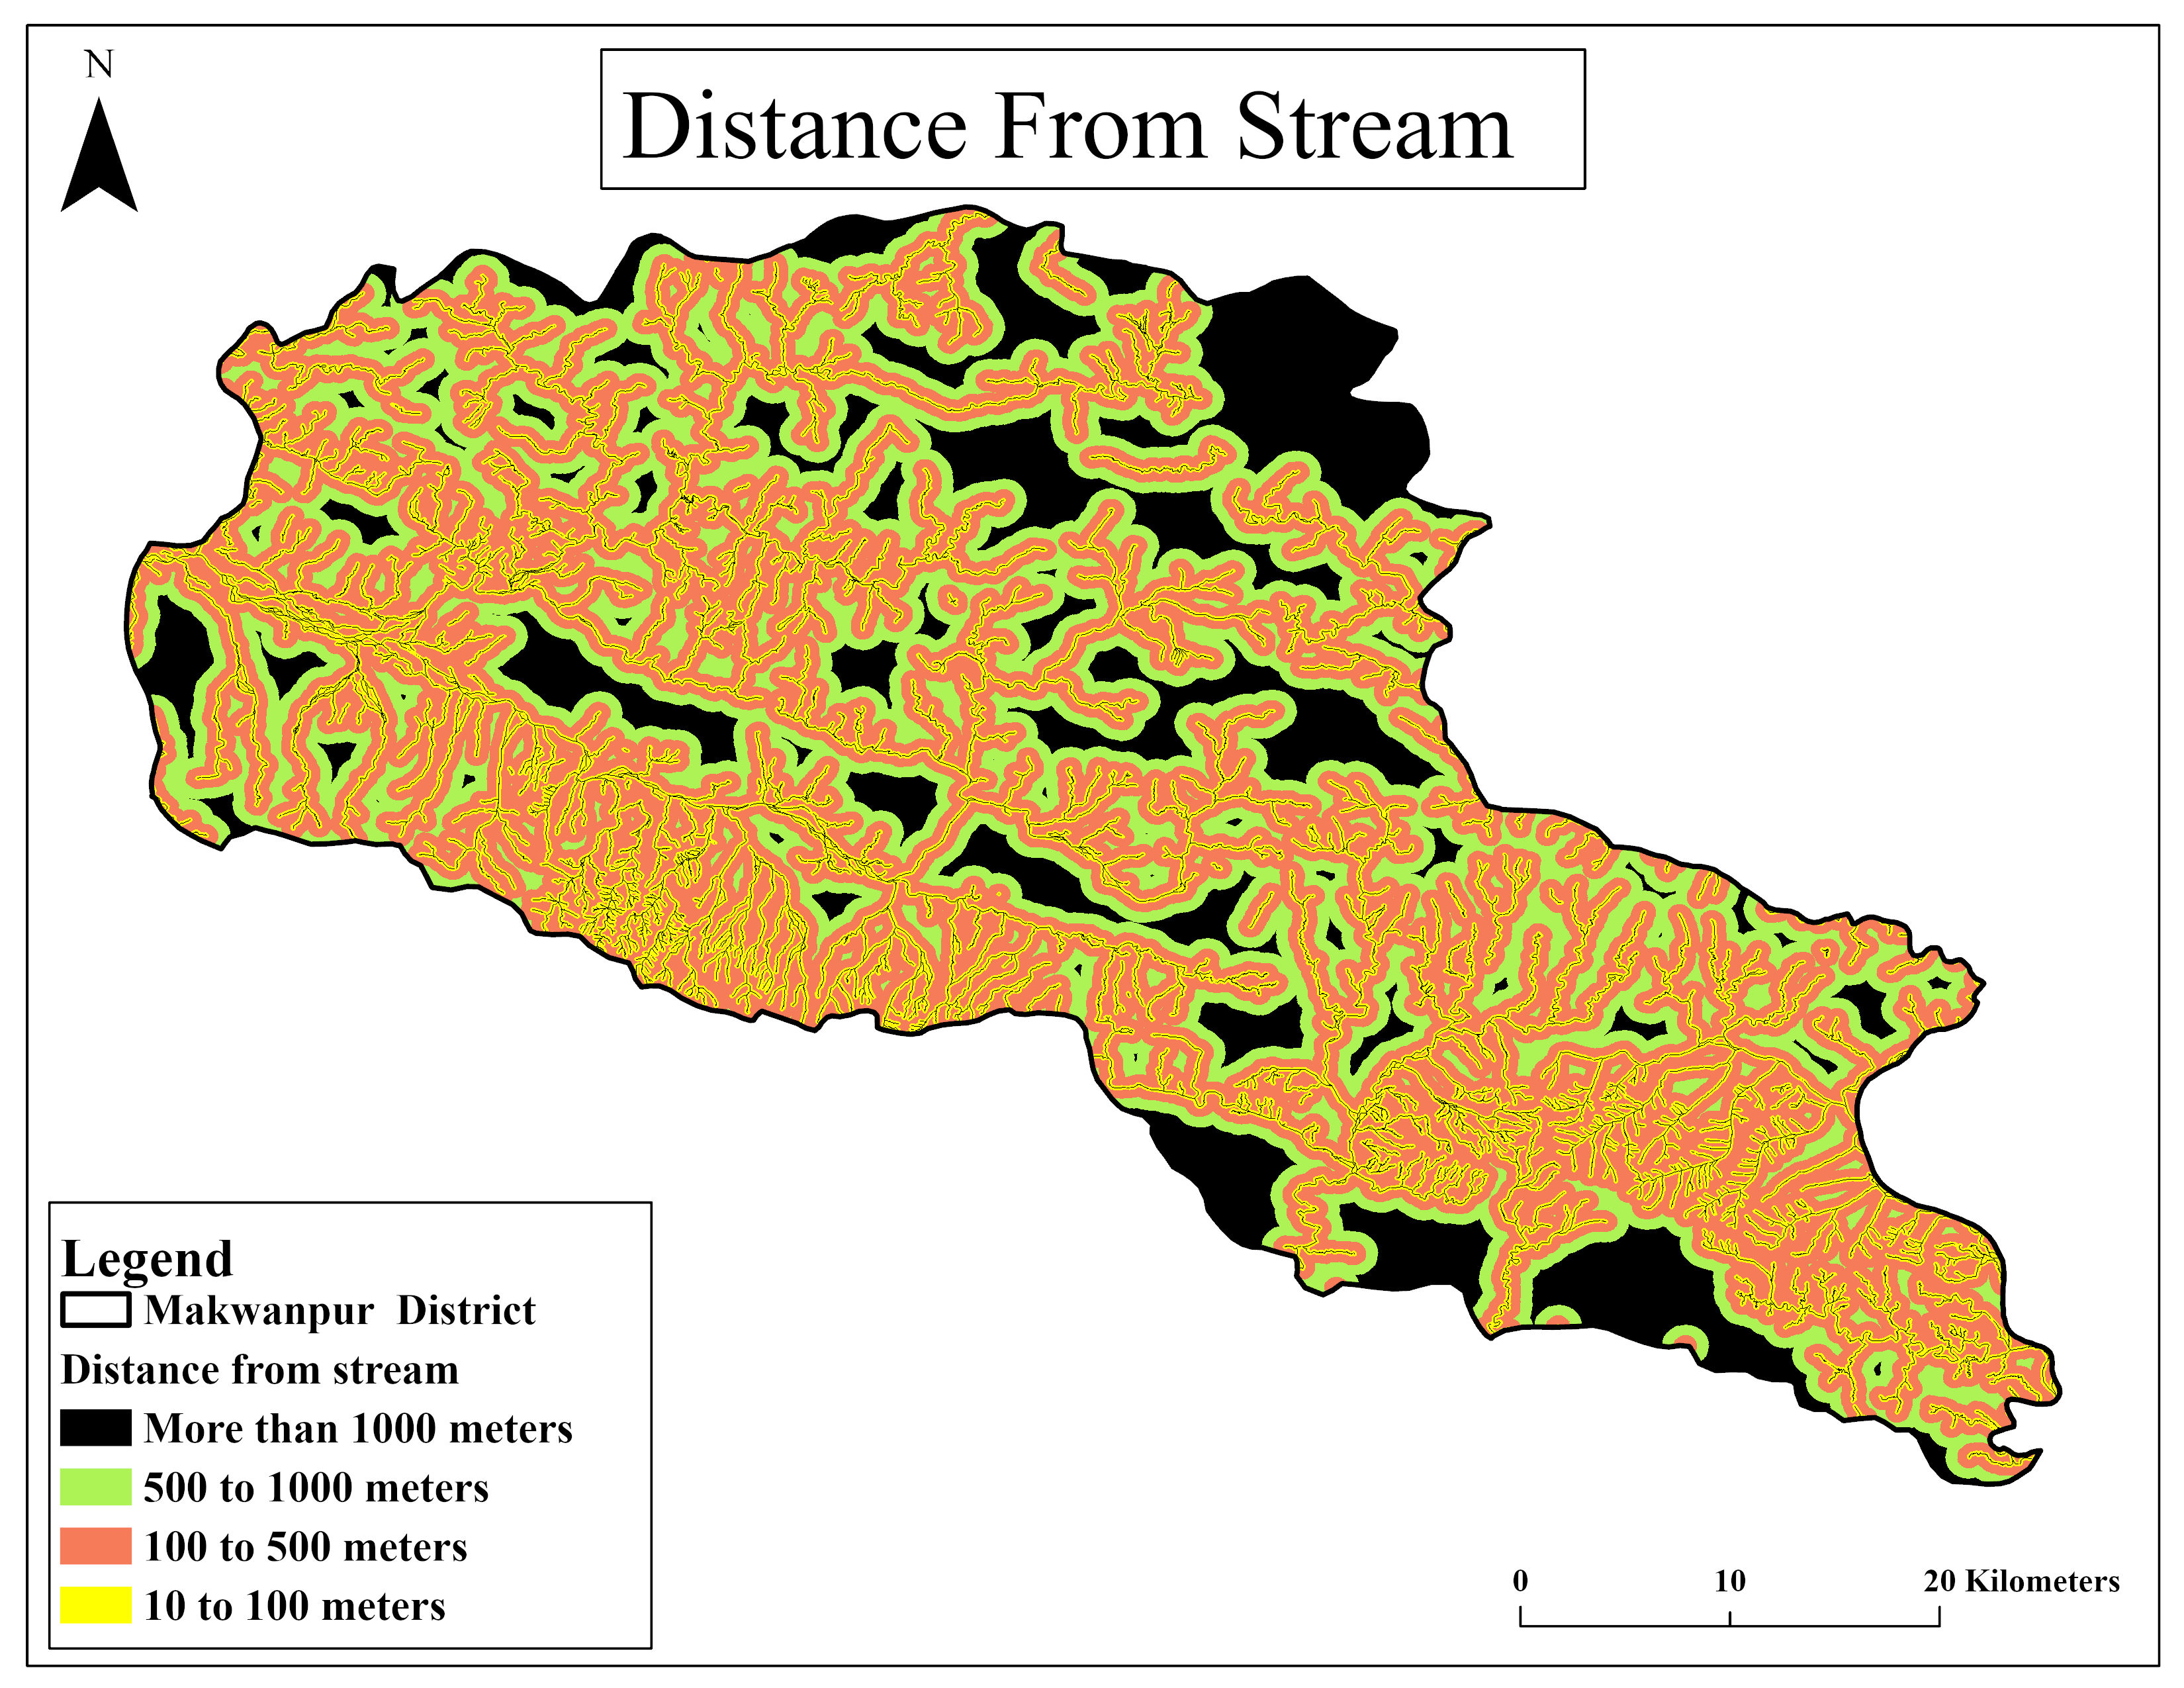 N
Distance From Stream
Legend
Makwanpur District
Distance from stream
More than 1000 meters
500 to 1000 meters
100 to 500 meters
10 to 100 meters
0 10 20 Kilometers